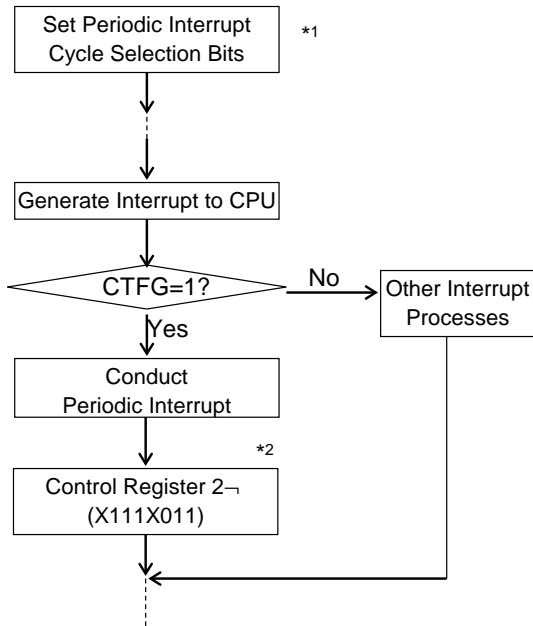 Set Periodic Interrupt
Cycle Selection Bits
*1
Generate Interrupt to CPU
CTFG=1?
No
Other Interrupt
Processes
Yes
Conduct
Periodic Interrupt
*2
Control Register 2¬
(X111X011)